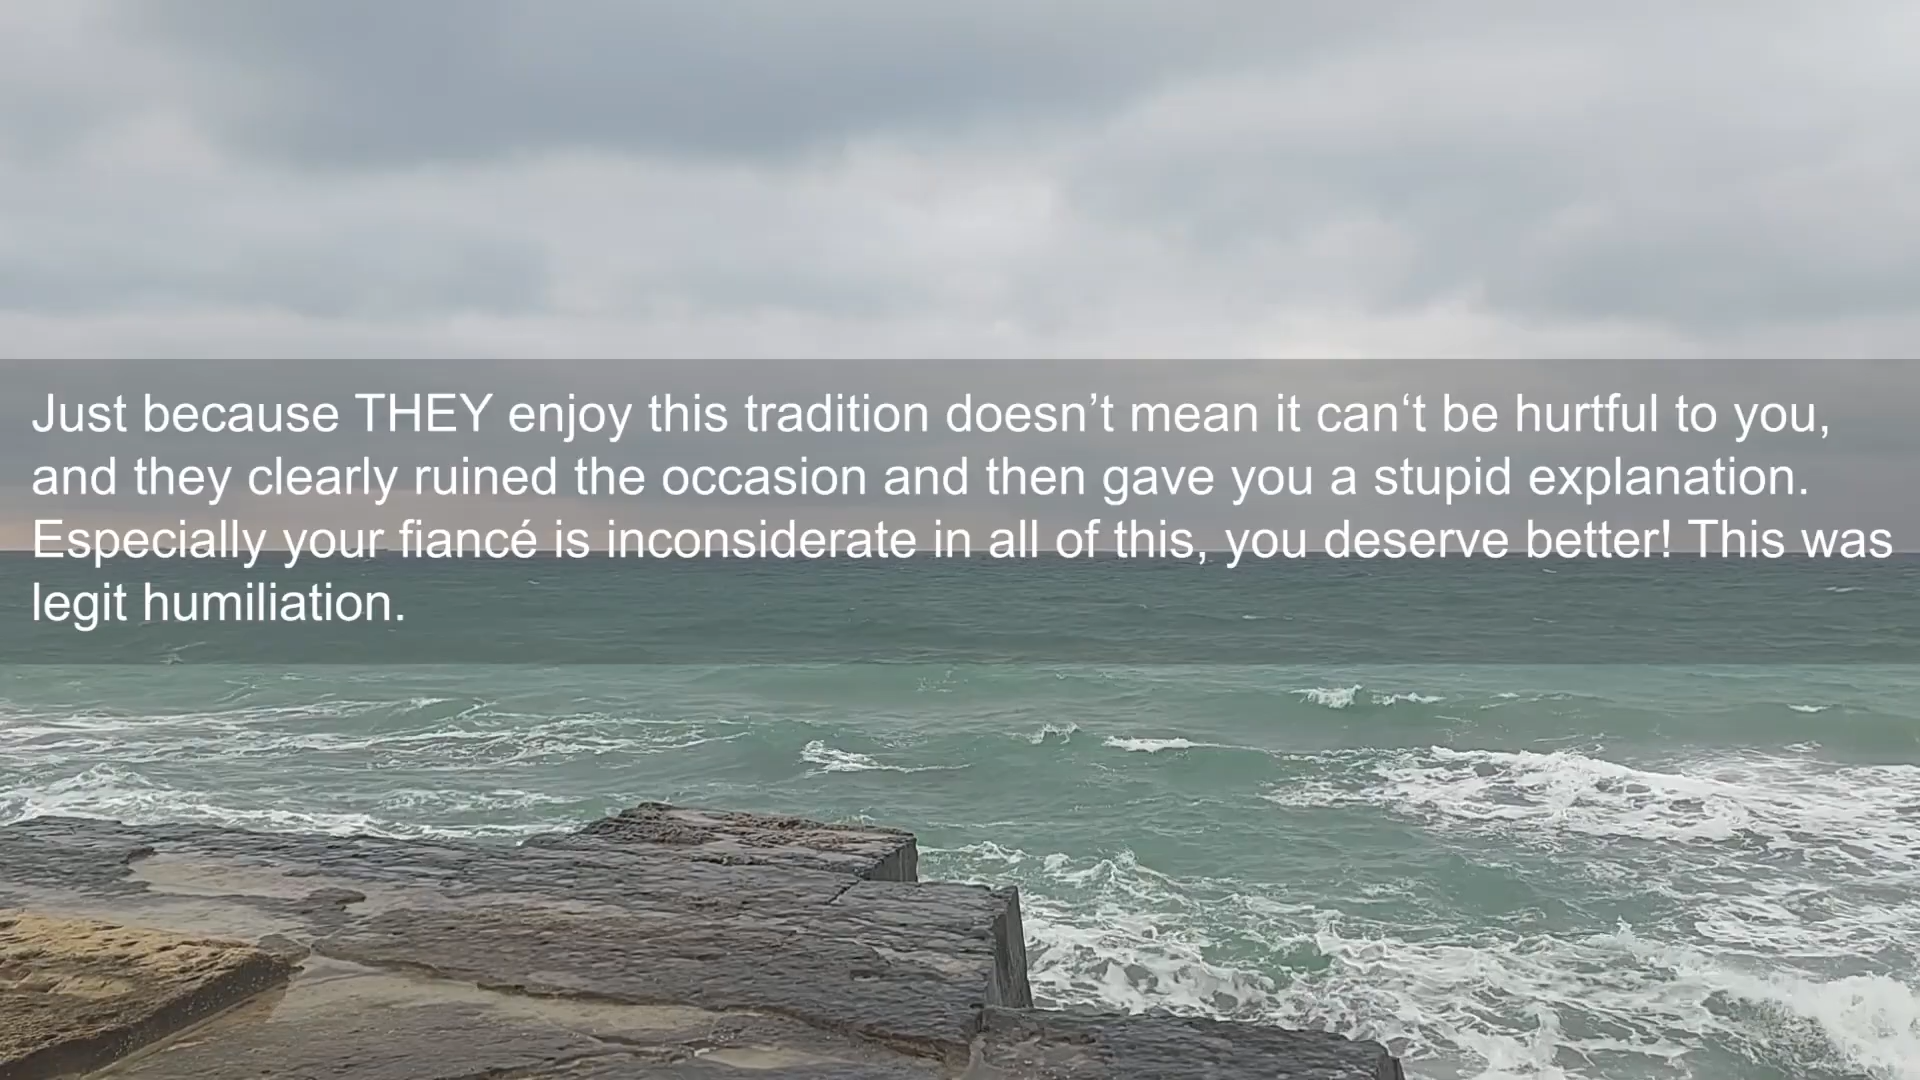 Just because THEY enjoy this tradition doesn’t mean it can‘t be hurtful to you,
and they clearly ruined the occasion and then gave you a stupid explanation.
Especially your fiancé is inconsiderate in all of this, you deserve better! This was
legit humiliation.